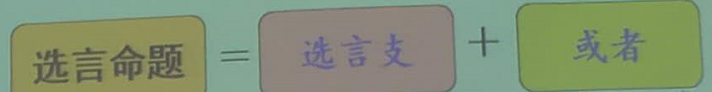 选言命题 = 选言支 + 或者